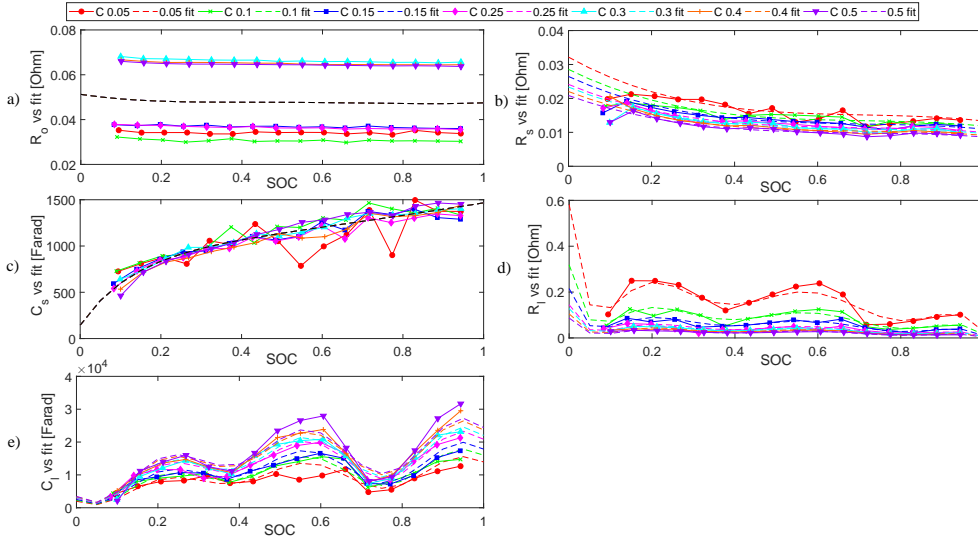 C 0.05 0.05 fit C 0.1 0.1 fit C 0.15 0.15 fit C 0.25 0.25 fit C 0.3 0.3 fit C 0.4 0.4 fit C 0.5 0.5 fit
a)
R_o vs fit [Ohm]
0.08
0.06
0.04
0.02
0 0.2 0.4 0.6 0.8 1
SOC
b)
R_s vs fit [Ohm]
0.04
0.03
0.02
0.01
0
0 0.2 0.4 0.6 0.8
SOC
c)
C_s vs fit [Farad]
1500
1000
500
0
0 0.2 0.4 0.6 0.8 1
SOC
d)
R_l vs fit [Ohm]
0.6
0.4
0.2
0
0 0.2 0.4 0.6 0.8
SOC
e)
C_l vs fit [Farad]
× 10^4
4
3
2
1
0
0 0.2 0.4 0.6 0.8 1
SOC